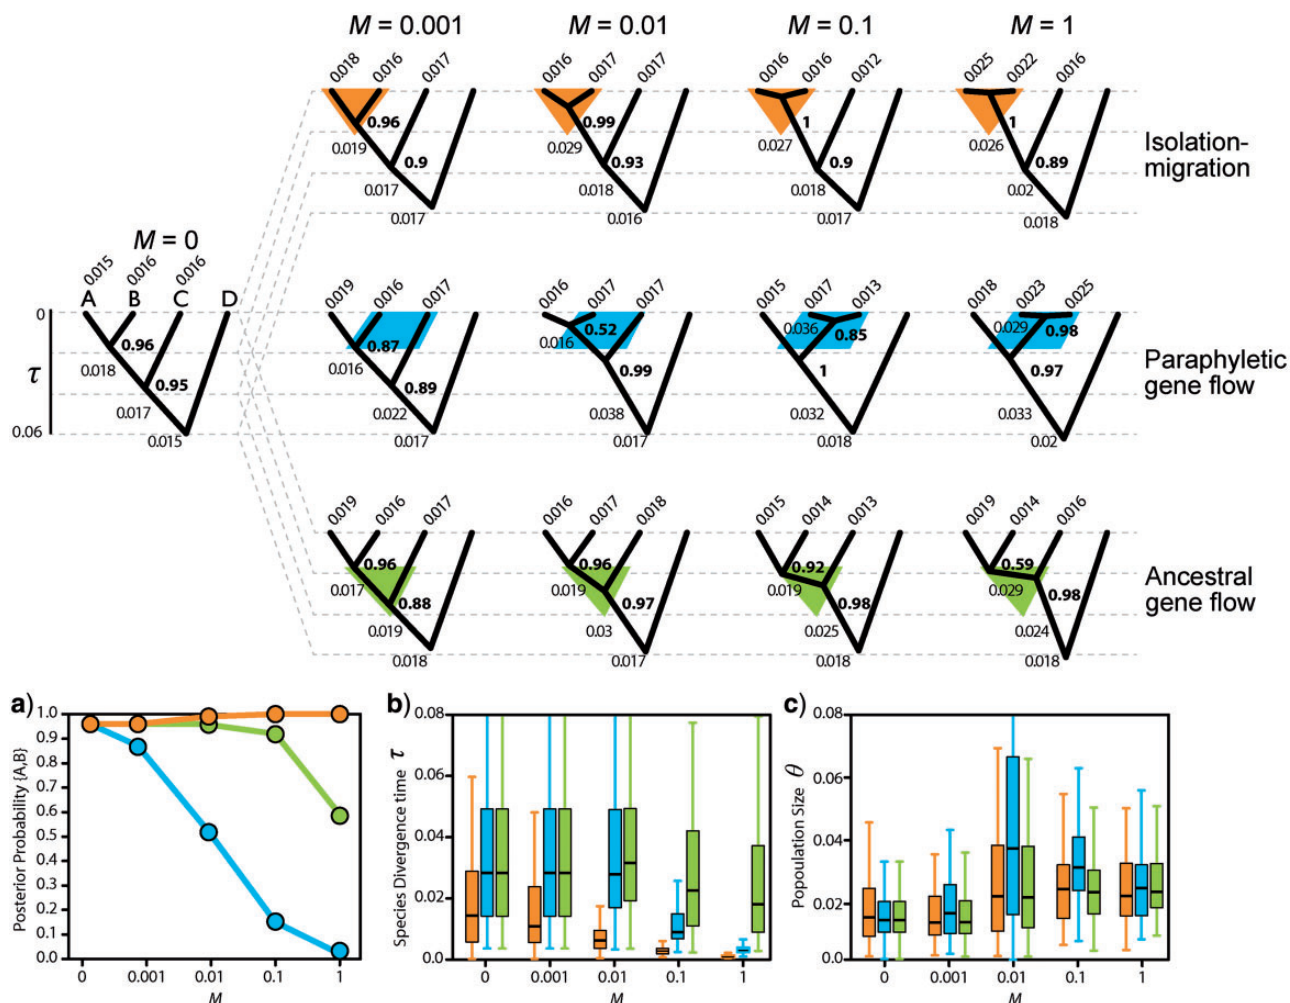 M = 0.001 M = 0.01 M = 0.1 M = 1
0.018 0.016 0.017 0.016 0.017 0.017 0.016 0.016 0.012 0.025 0.022 0.016
0.96 0.99 1 1
0.019 0.029 0.027 0.026
0.9 0.93 0.9 0.89
0.017 0.018 0.018 0.02
0.017 0.016 0.017 0.018
Isolation-
migration
M = 0
0.015 0.016 0.016
A B C D
0
0.96
0.018
0.95
0.017
τ
0.06
0.015
0.019 0.016 0.017 0.016 0.017 0.017 0.015 0.017 0.013 0.018 0.023 0.025
0.87 0.52 0.036 0.85 0.029 0.98
0.016 0.016
0.89 0.99 1 0.97
0.022 0.038 0.032 0.033
0.017 0.017 0.018 0.02
Paraphyletic
gene flow
0.019 0.016 0.017 0.016 0.017 0.018 0.015 0.014 0.013 0.019 0.014 0.016
0.96 0.96 0.92 0.59
0.017 0.019 0.019 0.029
0.88 0.97 0.98 0.98
0.019 0.03 0.025 0.024
0.018 0.017 0.018 0.018
Ancestral
gene flow
a)
Posterior Probability {A,B}
1.0
0.9
0.8
0.7
0.6
0.5
0.4
0.3
0.2
0.1
0.0
0 0.001 0.01 0.1 1
M
b)
Species Divergence time τ
0.08
0.06
0.04
0.02
0.0
0 0.001 0.01 0.1 1
M
c)
Popoulation Size θ
0.08
0.06
0.04
0.02
0.0
0 0.001 0.01 0.1 1
M